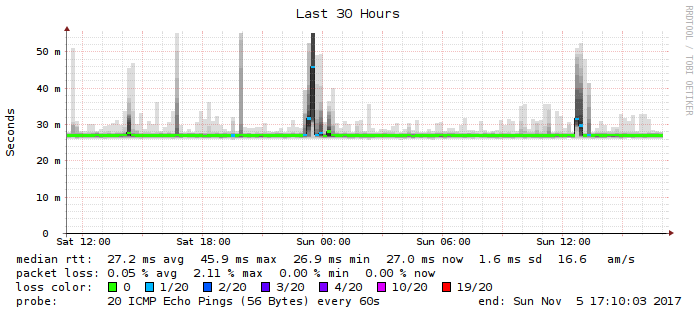 Last 30 Hours
RRDTOOL / TOBI OETIKER
Seconds
50 m
40 m
30 m
20 m
10 m
0
Sat 12:00 Sat 18:00 Sun 00:00 Sun 06:00 Sun 12:00
median rtt: 27.2 ms avg 45.9 ms max 26.9 ms min 27.0 ms now 1.6 ms sd 16.6 am/s
packet loss: 0.05 % avg 2.11 % max 0.00 % min 0.00 % now
loss color: 0 1/20 2/20 3/20 4/20 10/20 19/20
probe: 20 ICMP Echo Pings (56 Bytes) every 60s end: Sun Nov 5 17:10:03 2017